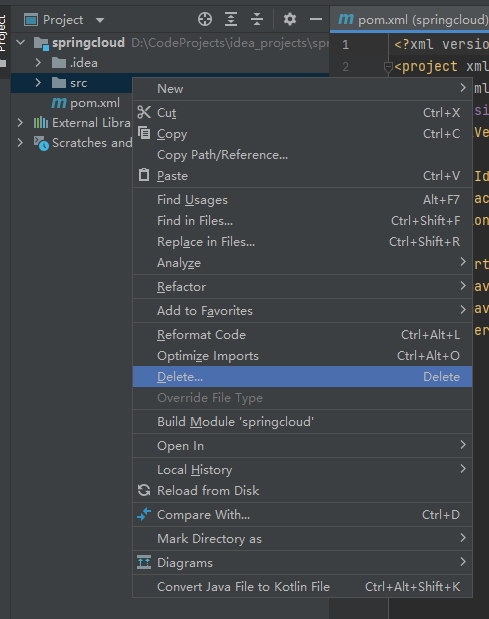 Project
Project
springcloud D:\CodeProjects\idea_projects\spr
.idea
src
pom.xml
External Libra
Scratches and
New
Cut Ctrl+X
Copy Ctrl+C
Copy Path/Reference...
Paste Ctrl+V
Find Usages Alt+F7
Find in Files... Ctrl+Shift+F
Replace in Files... Ctrl+Shift+R
Analyze
Refactor
Add to Favorites
Reformat Code Ctrl+Alt+L
Optimize Imports Ctrl+Alt+O
Delete... Delete
Override File Type
Build Module 'springcloud'
Open In
Local History
Reload from Disk
Compare With... Ctrl+D
Mark Directory as
Diagrams
Convert Java File to Kotlin File Ctrl+Alt+Shift+K
pom.xml (springcloud)
1 <?xml versio
2 <project xml
ml
si
Ve
Id
ac
on
rt
av
av
er